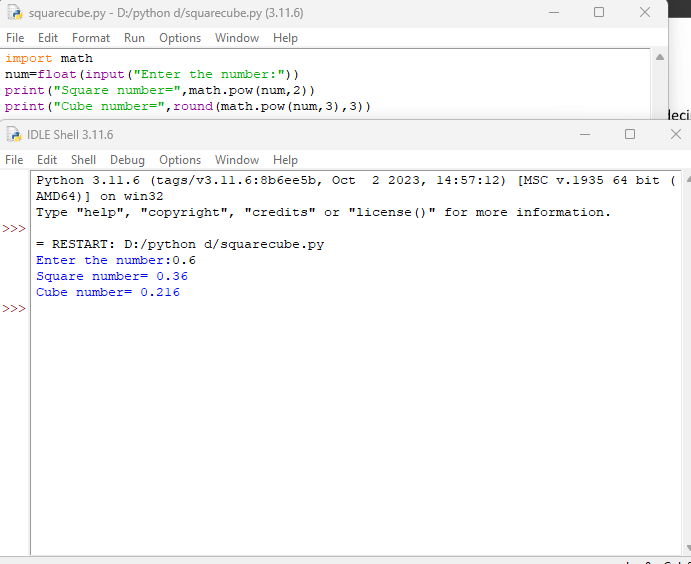 squarecube.py - D:/python d/squarecube.py (3.11.6)
File Edit Format Run Options Window Help
import math
num=float(input("Enter the number:"))
print("Square number=",math.pow(num,2))
print("Cube number=",round(math.pow(num,3),3))
IDLE Shell 3.11.6
File Edit Shell Debug Options Window Help
Python 3.11.6 (tags/v3.11.6:8b6ee5b, Oct  2 2023, 14:57:12) [MSC v.1935 64 bit (
AMD64)] on win32
Type "help", "copyright", "credits" or "license()" for more information.
>>>
= RESTART: D:/python d/squarecube.py
Enter the number:0.6
Square number= 0.36
Cube number= 0.216
>>>